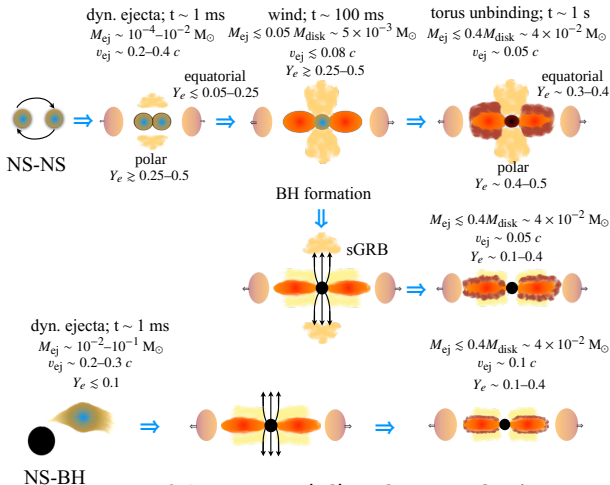 dyn. ejecta; t ~ 1 ms
M_ej ~ 10^−4–10^−2 M_⊙
v_ej ~ 0.2–0.4 c
equatorial
Y_e ≲ 0.05–0.25
polar
Y_e ≳ 0.25–0.5
NS-NS
wind; t ~ 100 ms
M_ej ≲ 0.05 M_disk ~ 5 × 10^−3 M_⊙
v_ej ≲ 0.08 c
Y_e ≳ 0.25–0.5
torus unbinding; t ~ 1 s
M_ej ≲ 0.4M_disk ~ 4 × 10^−2 M_⊙
v_ej ~ 0.05 c
equatorial
Y_e ~ 0.3–0.4
polar
Y_e ~ 0.4–0.5
BH formation
sGRB
M_ej ≲ 0.4M_disk ~ 4 × 10^−2 M_⊙
v_ej ~ 0.05 c
Y_e ~ 0.1–0.4
dyn. ejecta; t ~ 1 ms
M_ej ~ 10^−2–10^−1 M_⊙
v_ej ~ 0.2–0.3 c
Y_e ≲ 0.1
NS-BH
M_ej ≲ 0.4M_disk ~ 4 × 10^−2 M_⊙
v_ej ~ 0.1 c
Y_e ~ 0.1–0.4